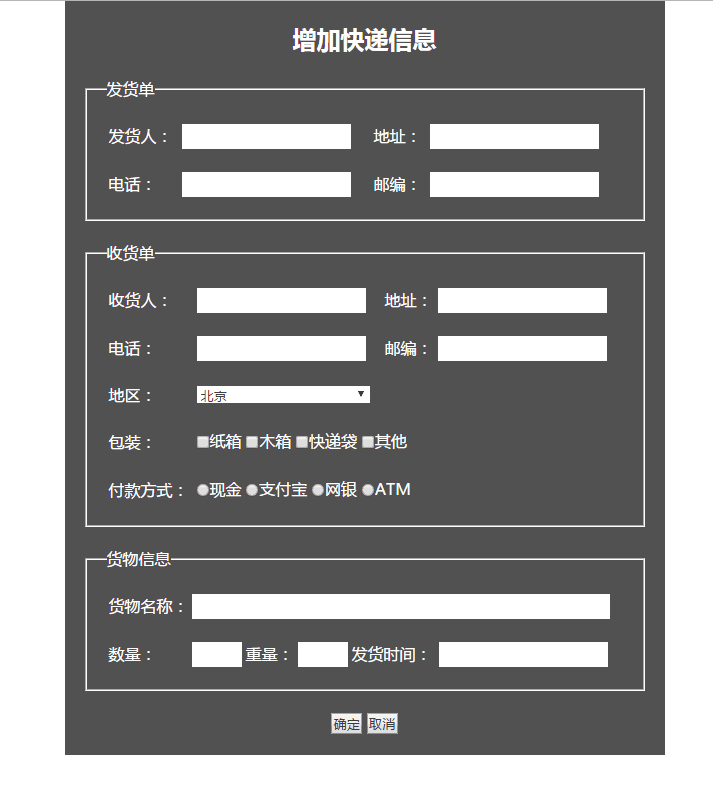 增加快递信息
发货单
发货人： 地址：
电话： 邮编：
收货单
收货人： 地址：
电话： 邮编：
地区： 北京
包装： 纸箱 木箱 快递袋 其他
付款方式： 现金 支付宝 网银 ATM
货物信息
货物名称：
数量： 重量： 发货时间：
确定 取消